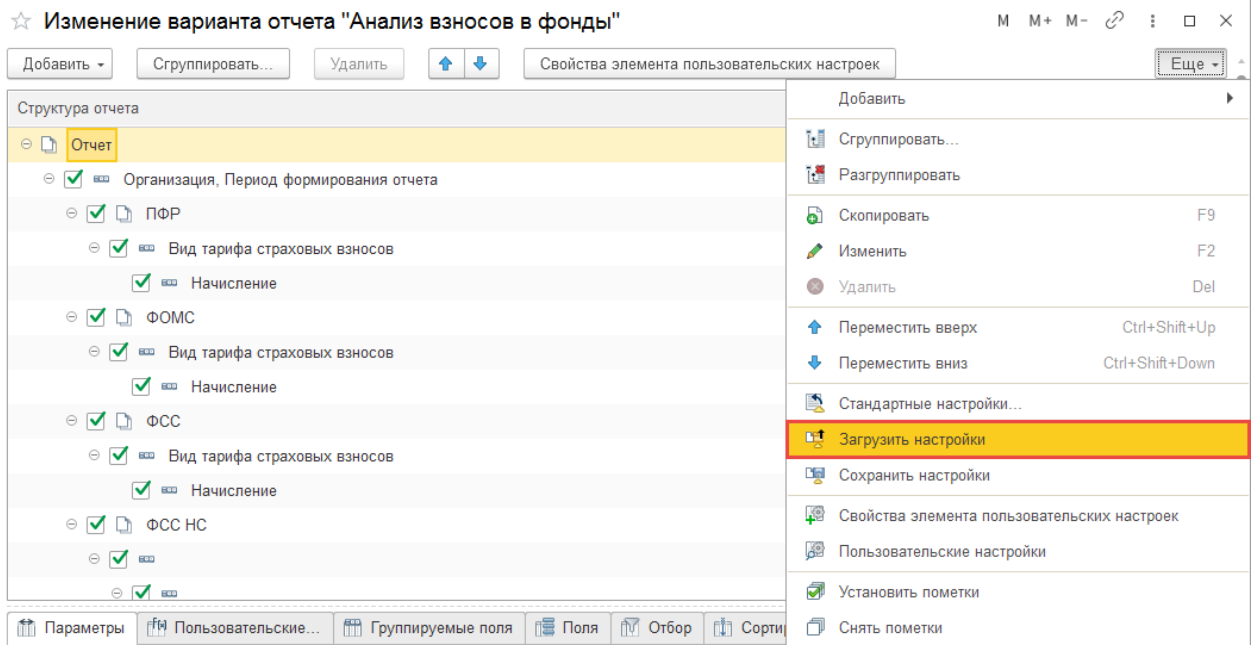 Изменение варианта отчета "Анализ взносов в фонды"
M M+ M-
Добавить Сгруппировать... Удалить Свойства элемента пользовательских настроек Еще
Структура отчета
Отчет
Организация, Период формирования отчета
ПФР
Вид тарифа страховых взносов
Начисление
ФОМС
Вид тарифа страховых взносов
Начисление
ФСС
Вид тарифа страховых взносов
Начисление
ФСС НС
Добавить
Сгруппировать...
Разгруппировать
Скопировать F9
Изменить F2
Удалить Del
Переместить вверх Ctrl+Shift+Up
Переместить вниз Ctrl+Shift+Down
Стандартные настройки...
Загрузить настройки
Сохранить настройки
Свойства элемента пользовательских настроек
Пользовательские настройки
Установить пометки
Снять пометки
Параметры Пользовательские... Группируемые поля Поля Отбор Сорти